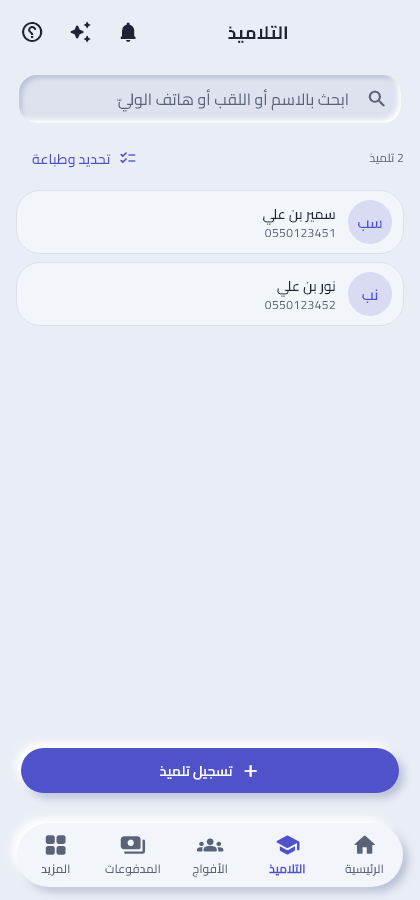 التلاميذ
ابحث بالاسم أو اللقب أو هاتف الوليّ
2 تلميذ
تحديد وطباعة
سب
سمير بن علي
0550123451
نب
نور بن علي
0550123452
تسجيل تلميذ
الرئيسية
التلاميذ
الأفواج
المدفوعات
المزيد